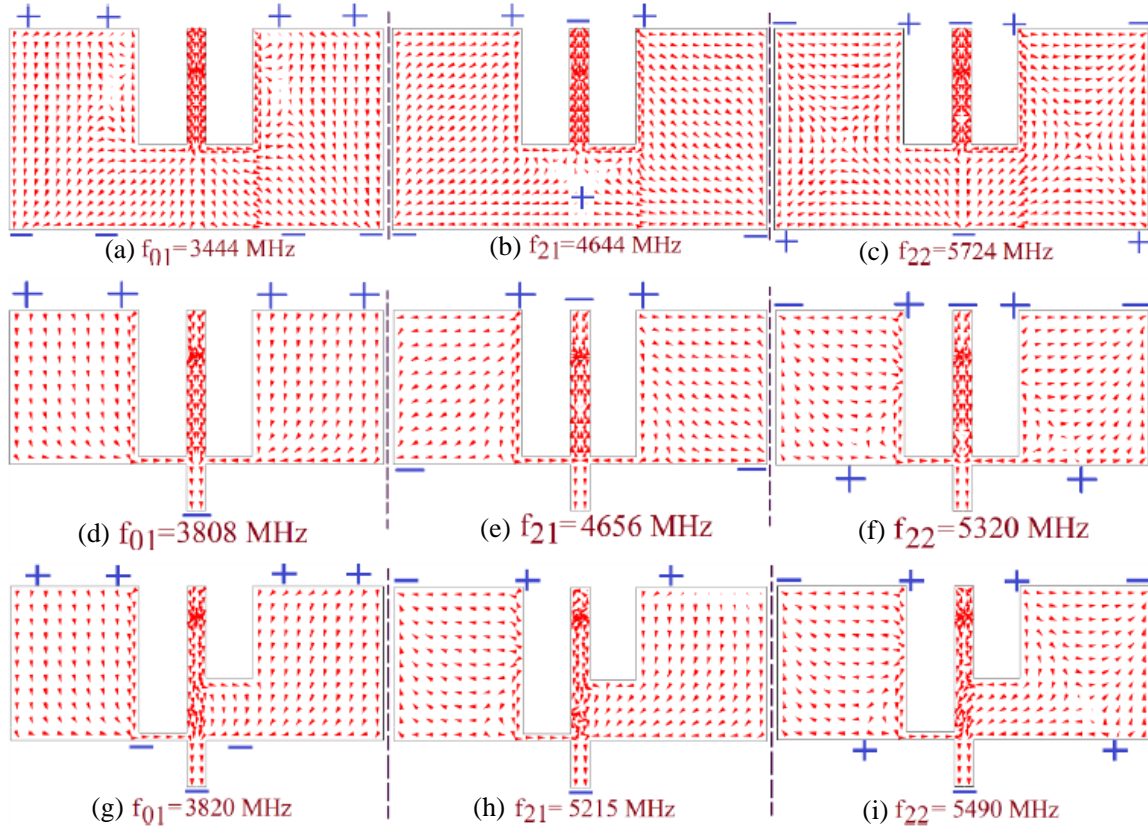 + + + +
+ − +
− + − + −
+
− − − −
− −
+ − +
(a) f01=3444 MHz
(b) f21=4644 MHz
(c) f22=5724 MHz
+ + + +
+ − +
− + − + −
− −
+ +
−
(d) f01=3808 MHz
(e) f21=4656 MHz
(f) f22=5320 MHz
+ + + +
− + +
− + + −
− −
+ +
− −
(g) f01=3820 MHz
(h) f21=5215 MHz
(i) f22=5490 MHz